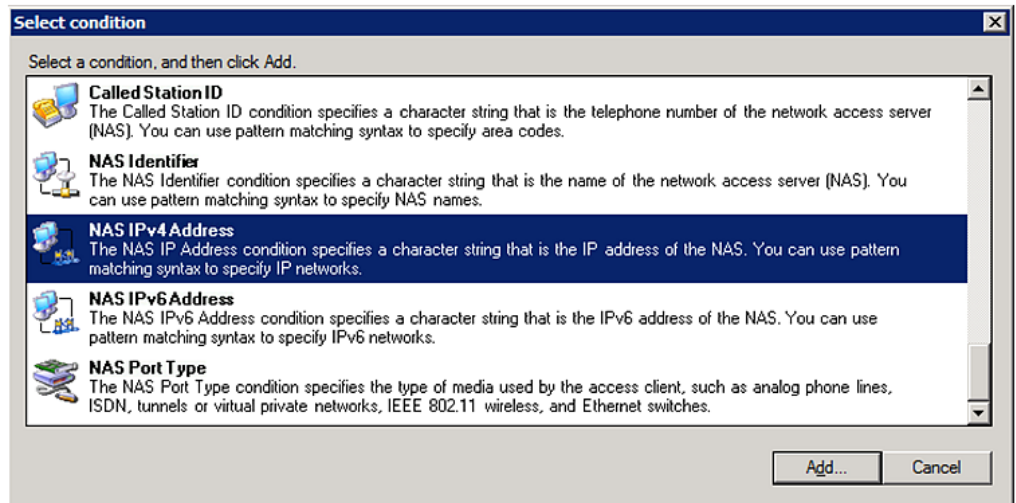 Select condition
Select a condition, and then click Add.
Called Station ID
The Called Station ID condition specifies a character string that is the telephone number of the network access server
(NAS). You can use pattern matching syntax to specify area codes.
NAS Identifier
The NAS Identifier condition specifies a character string that is the name of the network access server (NAS). You
can use pattern matching syntax to specify NAS names.
NAS IPv4 Address
The NAS IP Address condition specifies a character string that is the IP address of the NAS. You can use pattern
matching syntax to specify IP networks.
NAS IPv6 Address
The NAS IPv6 Address condition specifies a character string that is the IPv6 address of the NAS. You can use
pattern matching syntax to specify IPv6 networks.
NAS Port Type
The NAS Port Type condition specifies the type of media used by the access client, such as analog phone lines,
ISDN, tunnels or virtual private networks, IEEE 802.11 wireless, and Ethernet switches.
Add... Cancel